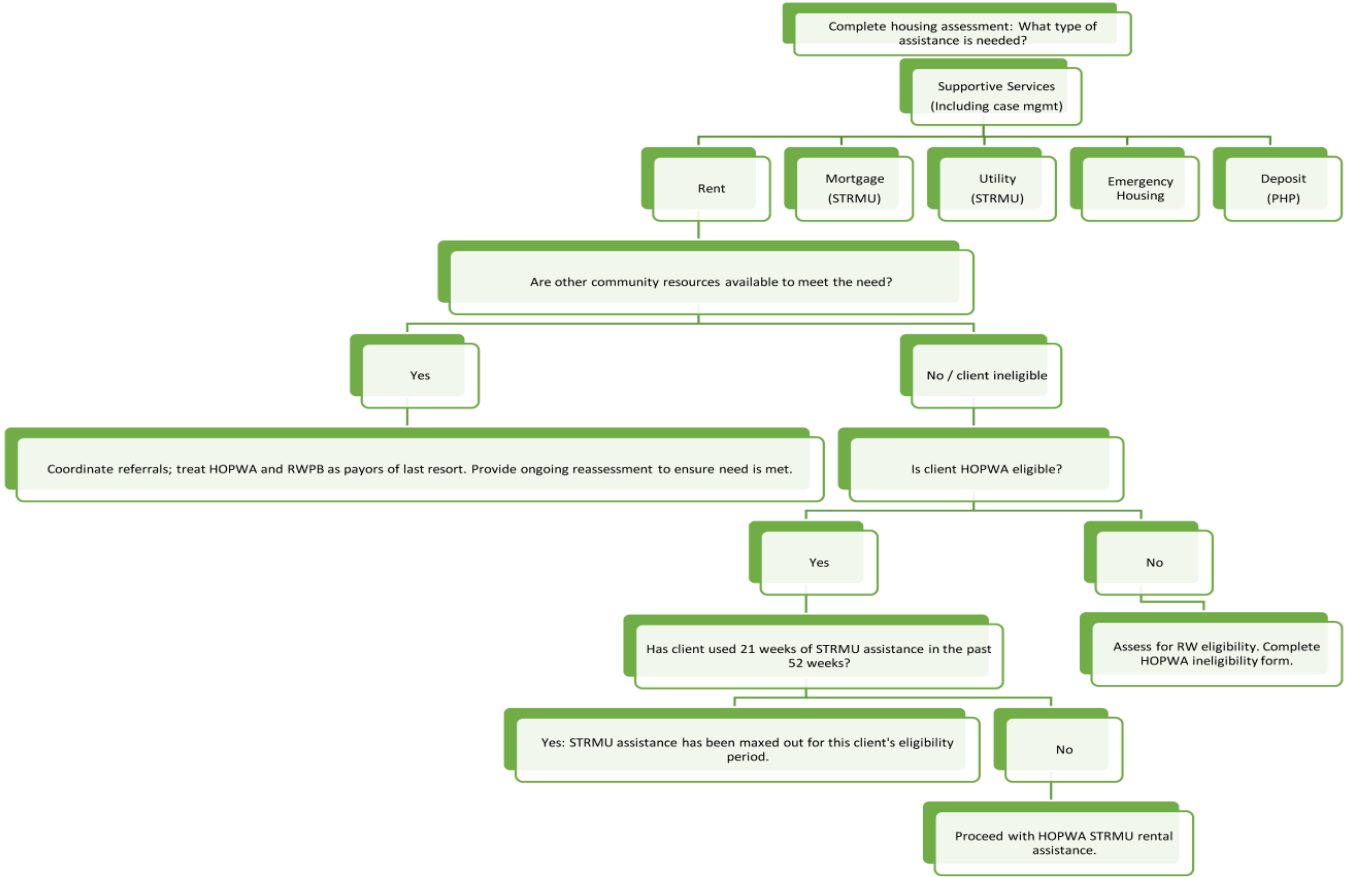 Complete housing assessment: What type of
assistance is needed?
Supportive Services
(Including case mgmt)
Rent
Mortgage
(STRMU)
Utility
(STRMU)
Emergency
Housing
Deposit
(PHP)
Are other community resources available to meet the need?
Yes
No / client ineligible
Coordinate referrals; treat HOPWA and RWPB as payors of last resort. Provide ongoing reassessment to ensure need is met.
Is client HOPWA eligible?
Yes
No
Has client used 21 weeks of STRMU assistance in the past
52 weeks?
Assess for RW eligibility. Complete
HOPWA ineligibility form.
Yes: STRMU assistance has been maxed out for this client's eligibility
period.
No
Proceed with HOPWA STRMU rental
assistance.